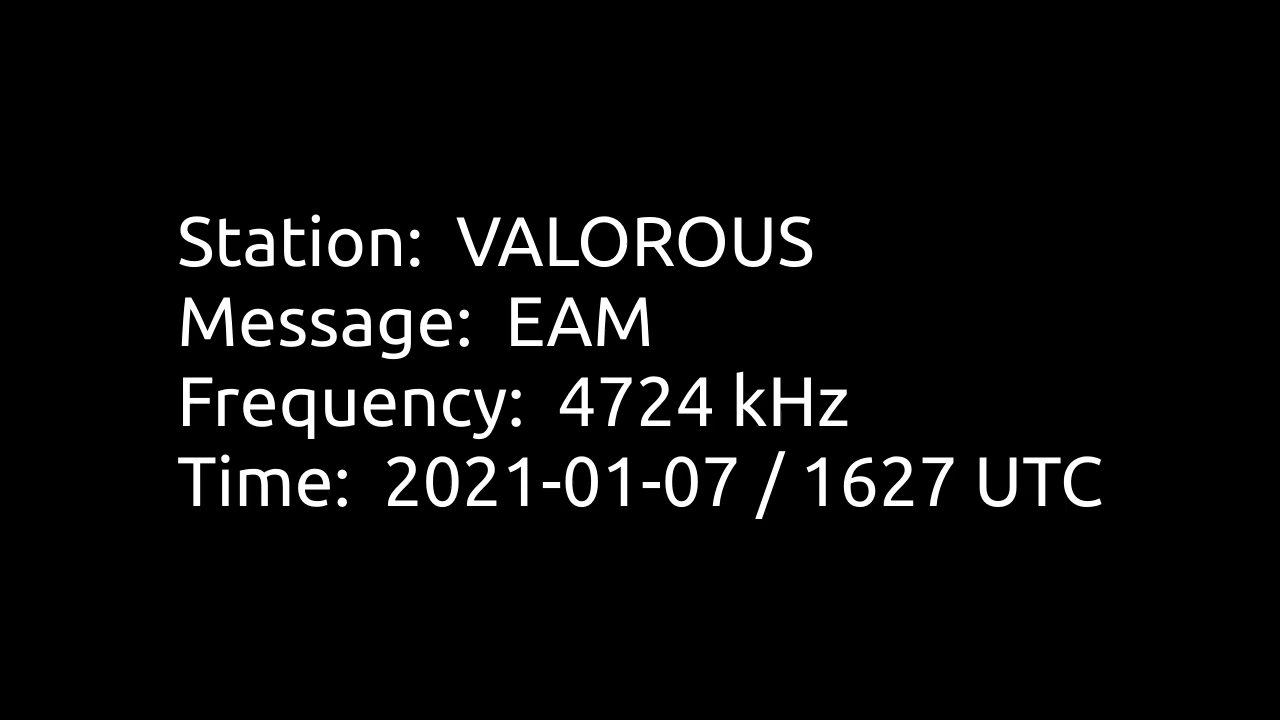 Station: VALOROUS
Message: EAM
Frequency: 4724 kHz
Time: 2021-01-07 / 1627 UTC